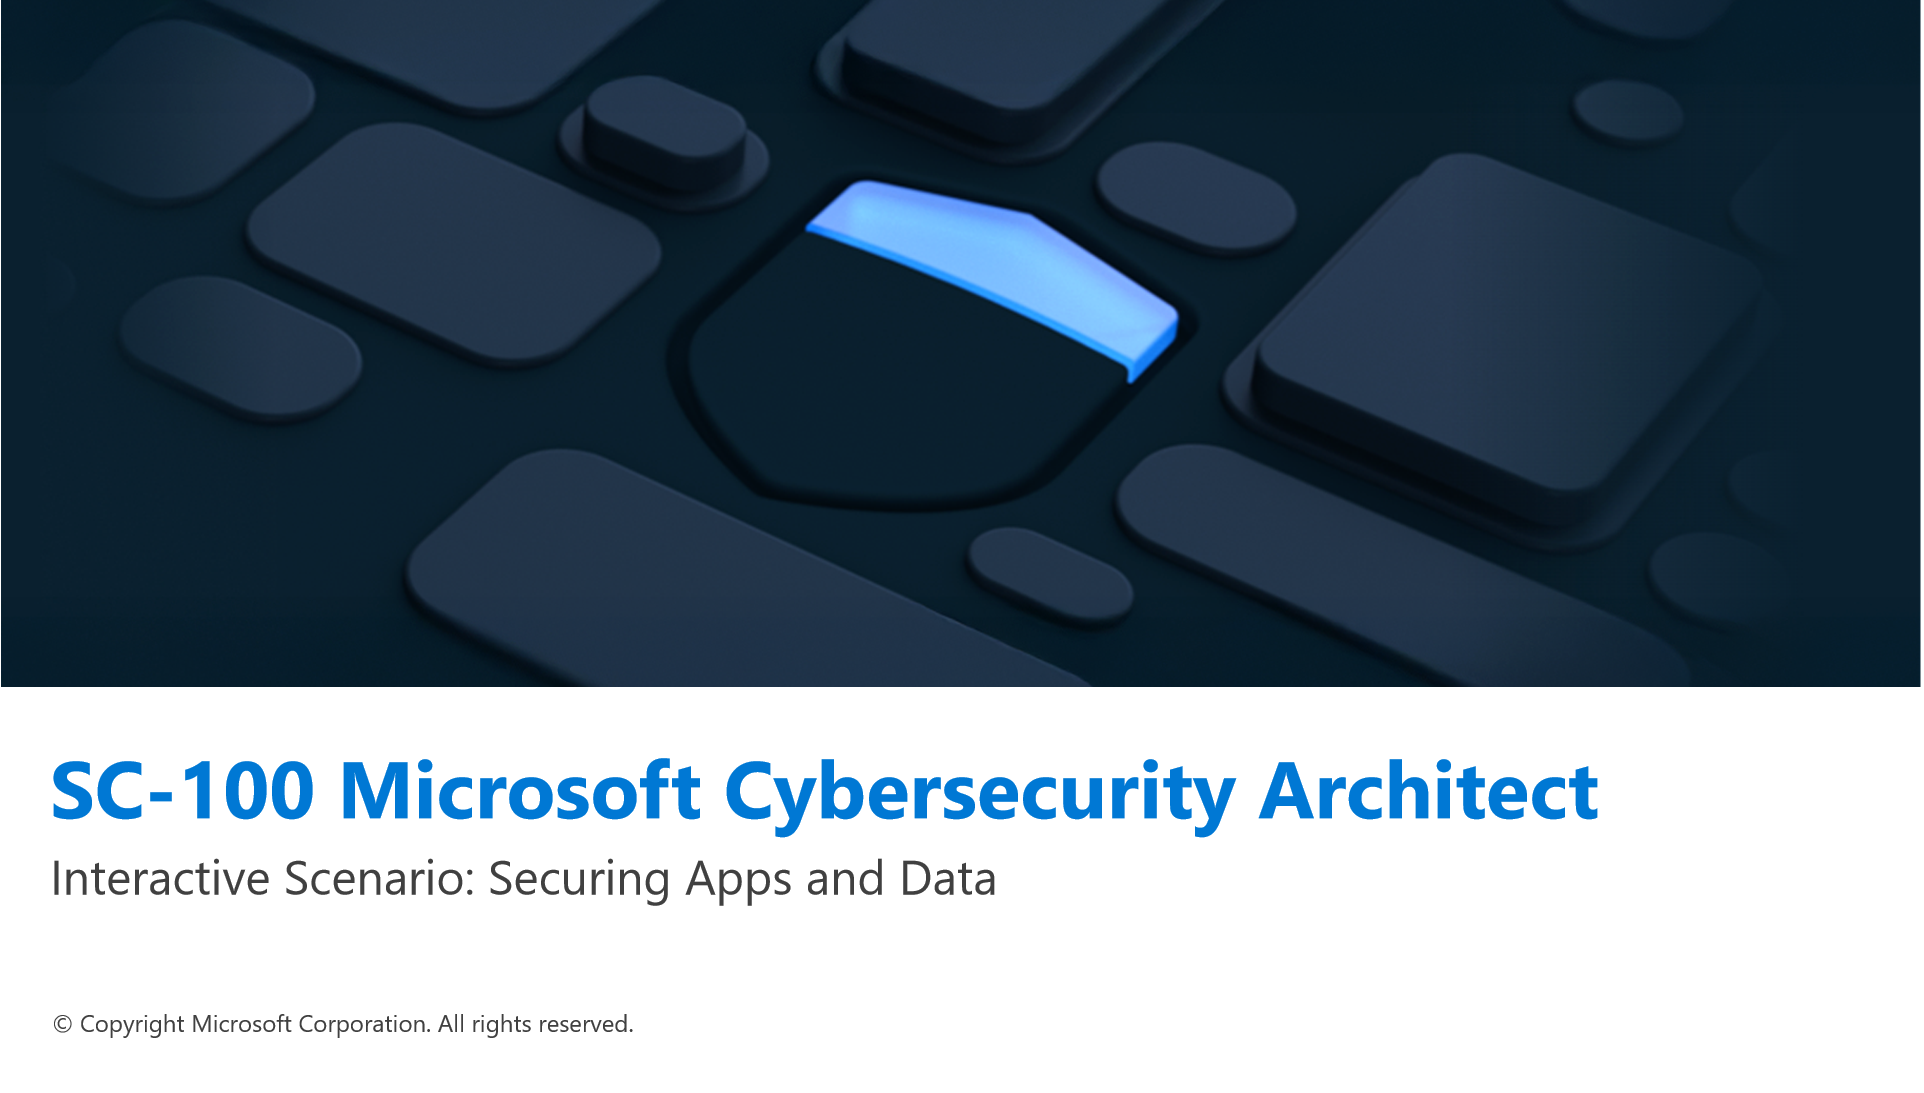 SC-100 Microsoft Cybersecurity Architect
Interactive Scenario: Securing Apps and Data
© Copyright Microsoft Corporation. All rights reserved.